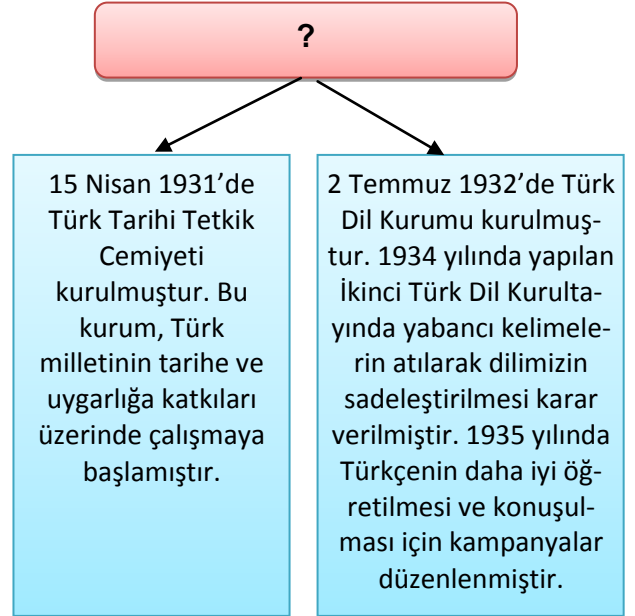 ?
15 Nisan 1931’de
Türk Tarihi Tetkik
Cemiyeti
kurulmuştur. Bu
kurum, Türk
milletinin tarihe ve
uygarlığa katkıları
üzerinde çalışmaya
başlamıştır.
2 Temmuz 1932’de Türk
Dil Kurumu kurulmuş-
tur. 1934 yılında yapılan
İkinci Türk Dil Kurulta-
yında yabancı kelimele-
rin atılarak dilimizin
sadeleştirilmesi karar
verilmiştir. 1935 yılında
Türkçenin daha iyi öğ-
retilmesi ve konuşul-
ması için kampanyalar
düzenlenmiştir.